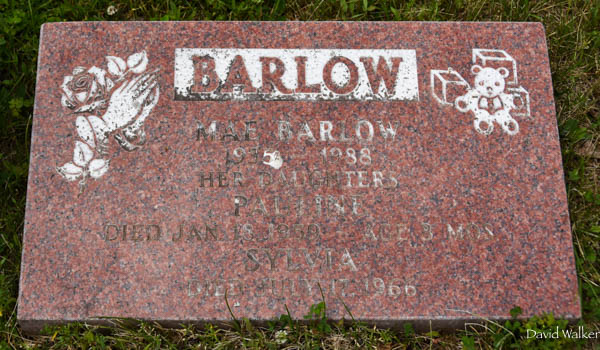 BARLOW
MAE BARLOW
1988
HER DAUGHTERS
PAULINE
DIED JAN. AGE 3 MOS.
SYLVIA
DIED JULY 17, 1966
David Walker